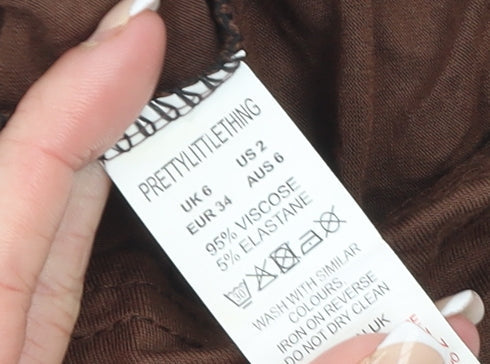 PRETTYLITTLETHING
UK 6 US 2
EUR 34 AUS 6
95% VISCOSE
5% ELASTANE
WASH WITH SIMILAR
COLOURS
IRON ON REVERSE
DO NOT DRY CLEAN